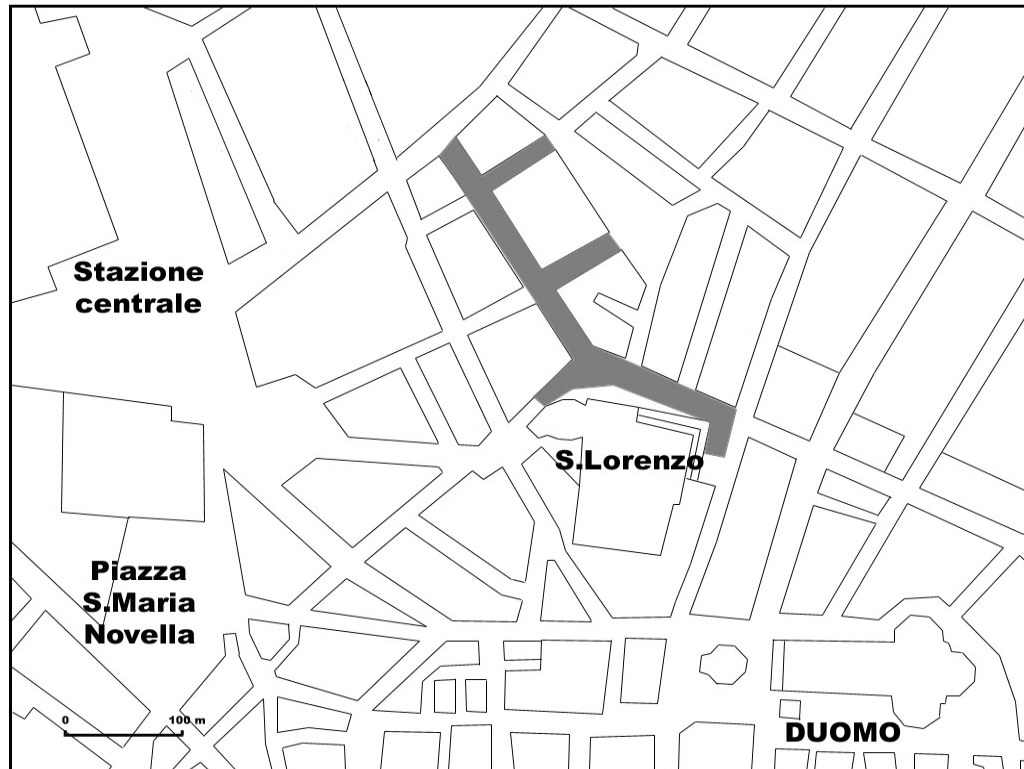 Stazione
centrale
S.Lorenzo
Piazza
S.Maria
Novella
0 100 m
DUOMO